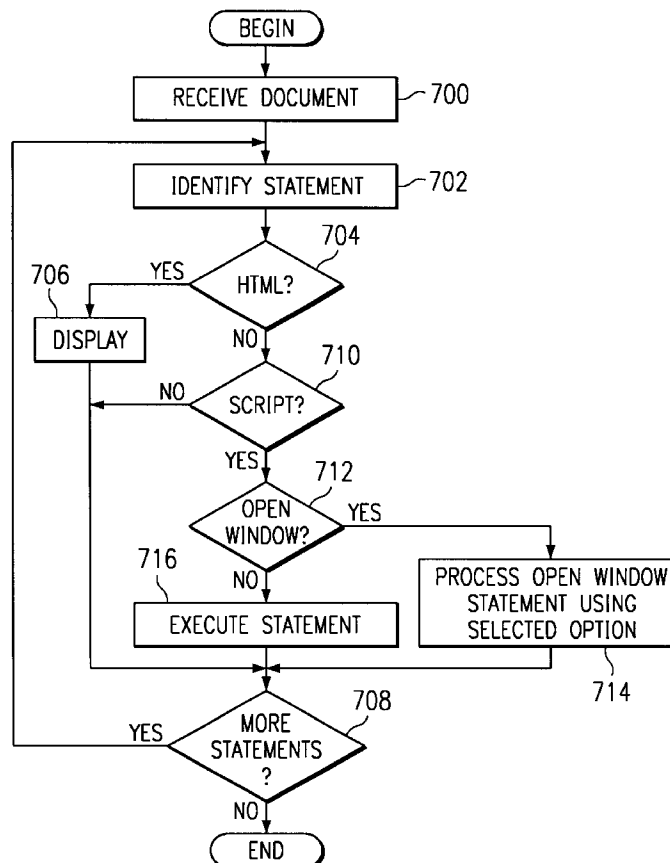 BEGIN
RECEIVE DOCUMENT
700
IDENTIFY STATEMENT
702
704
YES
706
HTML?
DISPLAY
NO
710
NO
SCRIPT?
YES
712
OPEN
WINDOW?
YES
716
NO
PROCESS OPEN WINDOW
STATEMENT USING
SELECTED OPTION
EXECUTE STATEMENT
714
708
YES
MORE
STATEMENTS
?
NO
END